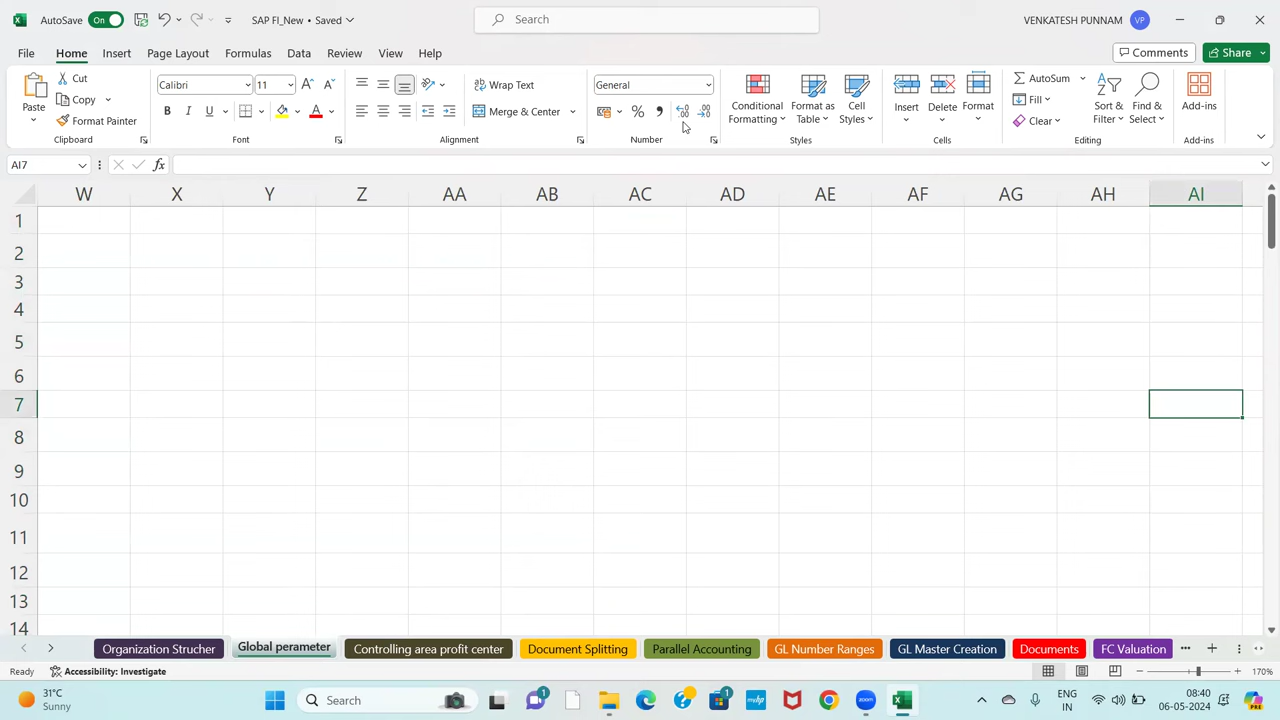 AutoSave On SAP FI_New • Saved Search VENKATESH PUNNAM VP
File Home Insert Page Layout Formulas Data Review View Help Comments Share
Paste Cut Copy Format Painter Clipboard
Calibri 11 B I U A Font
Wrap Text Merge & Center Alignment
General % Number
Conditional Formatting Format as Table Cell Styles Styles
Insert Delete Format Cells
AutoSum Fill Clear Sort & Filter Find & Select Editing
Add-ins Add-ins
AI7 fx
W X Y Z AA AB AC AD AE AF AG AH AI
1
2
3
4
5
6
7
8
9
10
11
12
13
14
Organization Strucher Global perameter Controlling area profit center Document Splitting Parallel Accounting GL Number Ranges GL Master Creation Documents FC Valuation
Ready Accessibility: Investigate 170%
31°C Sunny Search 1 mdp 1 zoom ENG IN 08:40 06-05-2024 PRE